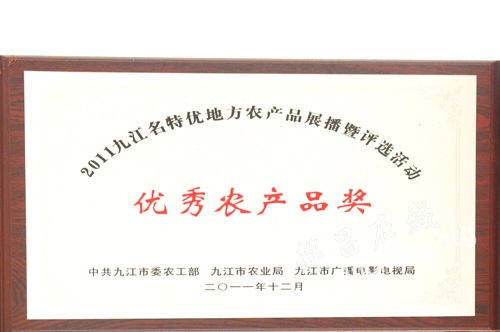 2011九江名特优地方农产品展播暨评选活动
优秀农产品奖
中共九江市委农工部 九江市农业局 九江市广播电影电视局
二〇一一年十二月